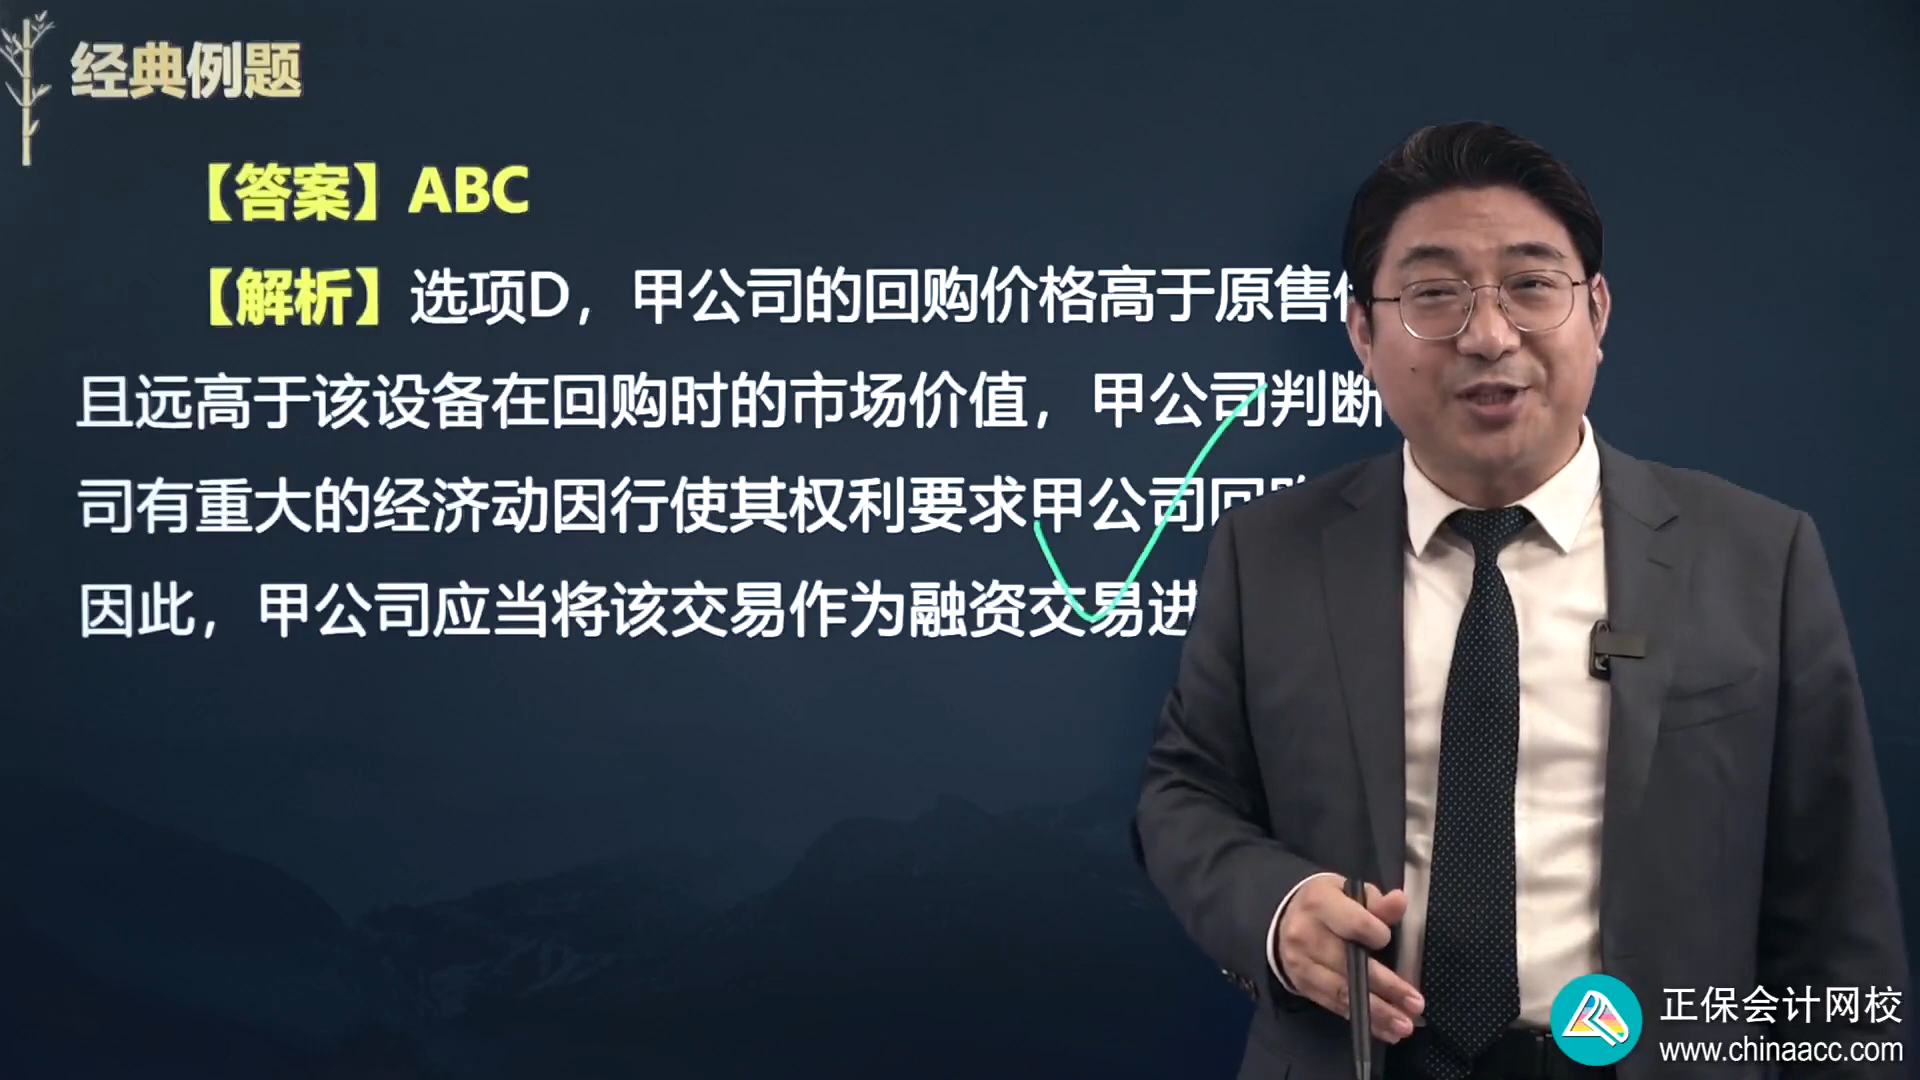 经典例题
【答案】ABC
【解析】选项D，甲公司的回购价格高于原售
且远高于该设备在回购时的市场价值，甲公司判断
司有重大的经济动因行使其权利要求甲公司回
因此，甲公司应当将该交易作为融资交易进
正保会计网校
www.chinaacc.com